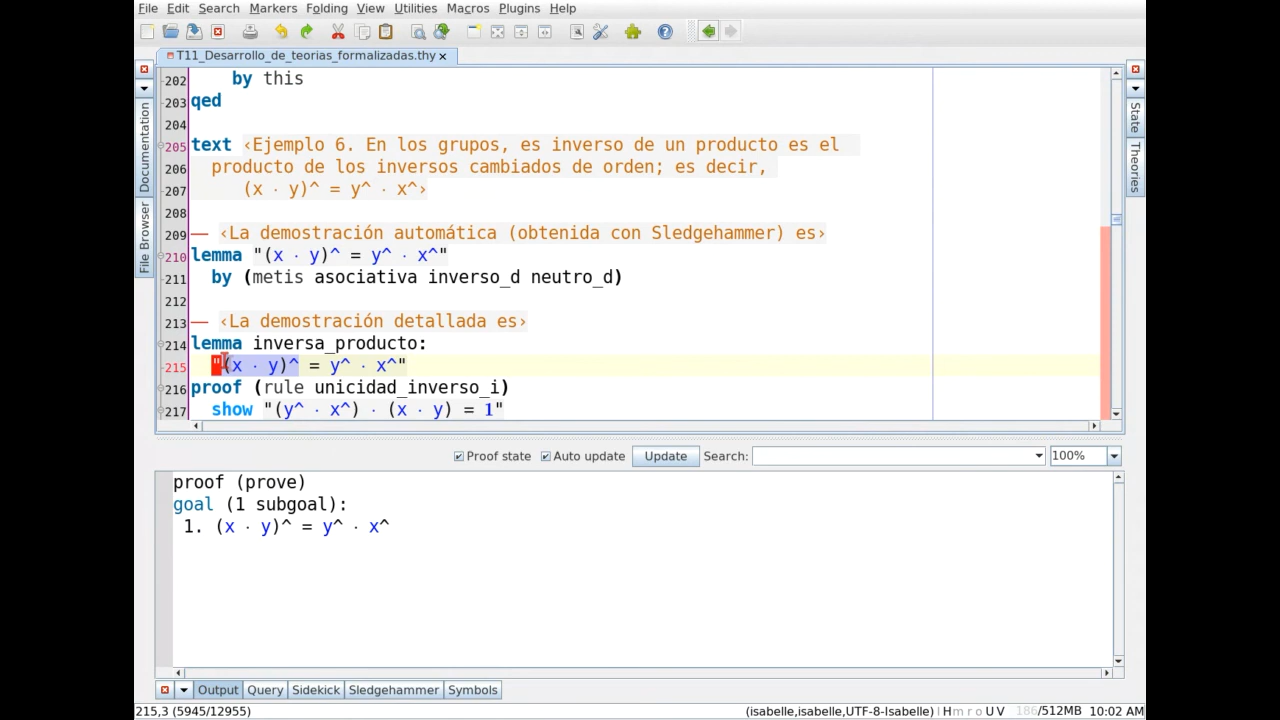 File Edit Search Markers Folding View Utilities Macros Plugins Help
T11_Desarrollo_de_teorias_formalizadas.thy
Documentation
File Browser
State
Theories
202 by this
203 qed
204
205 text ‹Ejemplo 6. En los grupos, es inverso de un producto es el
206 producto de los inversos cambiados de orden; es decir,
207 (x · y)^ = y^ · x^›
208
209 — ‹La demostración automática (obtenida con Sledgehammer) es›
210 lemma "(x · y)^ = y^ · x^"
211 by (metis asociativa inverso_d neutro_d)
212
213 — ‹La demostración detallada es›
214 lemma inversa_producto:
215 "(x · y)^ = y^ · x^"
216 proof (rule unicidad_inverso_i)
217 show "(y^ · x^) · (x · y) = 1"
Proof state Auto update Update Search: 100%
proof (prove)
goal (1 subgoal):
1. (x · y)^ = y^ · x^
Output Query Sidekick Sledgehammer Symbols
215,3 (5945/12955) (isabelle,isabelle,UTF-8-Isabelle) H m r o U V 186/512MB 10:02 AM